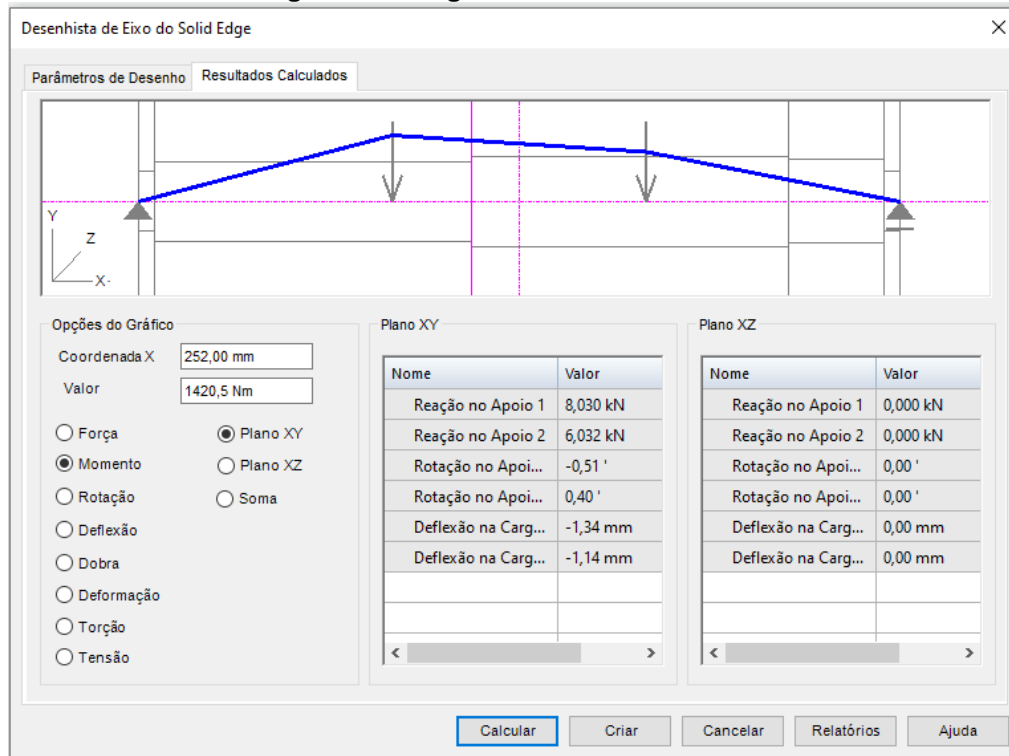 Desenhista de Eixo do Solid Edge
Parâmetros de Desenho Resultados Calculados
Y
Z
X
Opções do Gráfico
Coordenada X 252,00 mm
Valor 1420,5 Nm
Força Plano XY
Momento Plano XZ
Rotação Soma
Deflexão
Dobra
Deformação
Torção
Tensão
Plano XY
Nome Valor
Reação no Apoio 1 8,030 kN
Reação no Apoio 2 6,032 kN
Rotação no Apoi... -0,51 '
Rotação no Apoi... 0,40 '
Deflexão na Carg... -1,34 mm
Deflexão na Carg... -1,14 mm
Plano XZ
Nome Valor
Reação no Apoio 1 0,000 kN
Reação no Apoio 2 0,000 kN
Rotação no Apoi... 0,00 '
Rotação no Apoi... 0,00 '
Deflexão na Carg... 0,00 mm
Deflexão na Carg... 0,00 mm
Calcular Criar Cancelar Relatórios Ajuda